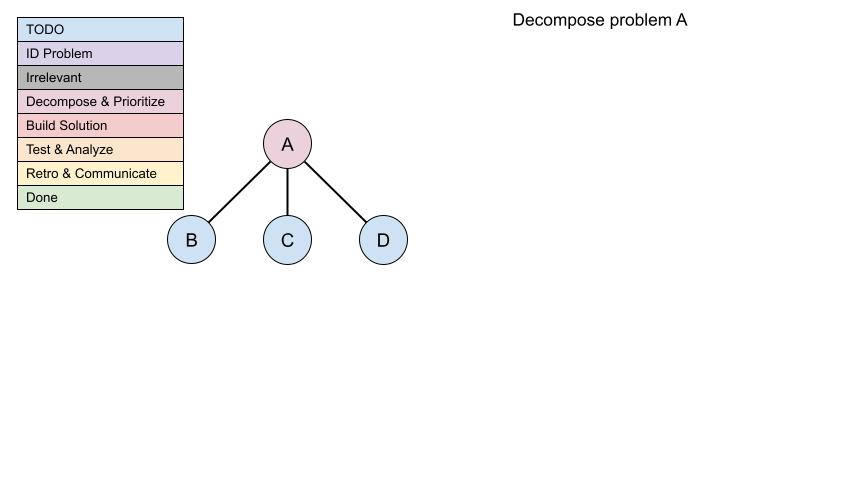 Decompose problem A
TODO
ID Problem
Irrelevant
Decompose & Prioritize
Build Solution
Test & Analyze
Retro & Communicate
Done
A
B
C
D